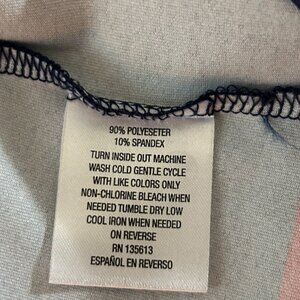 90% POLYESETER
10% SPANDEX
TURN INSIDE OUT MACHINE
WASH COLD GENTLE CYCLE
WITH LIKE COLORS ONLY
NON-CHLORINE BLEACH WHEN
NEEDED TUMBLE DRY LOW
COOL IRON WHEN NEEDED
ON REVERSE
RN 135613
ESPAÑOL EN REVERSO